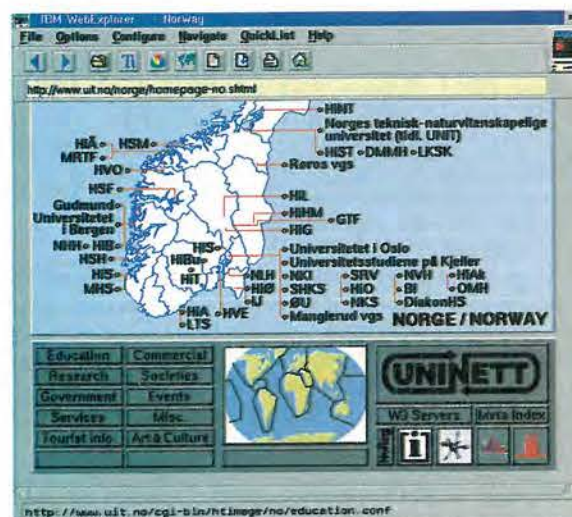 IBM WebExplorer - Norway
File Options Configure Navigate QuickList Help
http://www.uit.no/norge/homepage-no.shtml
HiNT
Norges teknisk-naturvitenskapelige
universitet (tidl. UNIT)
HiST DMMH LKSK
HiÅ HSM
MRTF
HVO
Røros vgs
HSF
HiL
Gudmund
HiHM
GTF
Universitetet
i Bergen
HiG
NHH HiB
HiS
Universitetet i Oslo
HSH
HiBu
Universitetsstudiene på Kjeller
HiS
HiT
NLH NKI SRV NVH HiAk
MHS
HiØ SHKS HiO BI OMH
IJ ØU NKS DiakonHS
HiA HVE Manglerud vgs
LTS
NORGE / NORWAY
Education Commercial
Research Societies
Government Events
Services Misc.
Tourist info. Art & Culture
UNINETT
W3 Servers Meta Index
http://www.uit.no/cgi-bin/htimage/no/education.conf